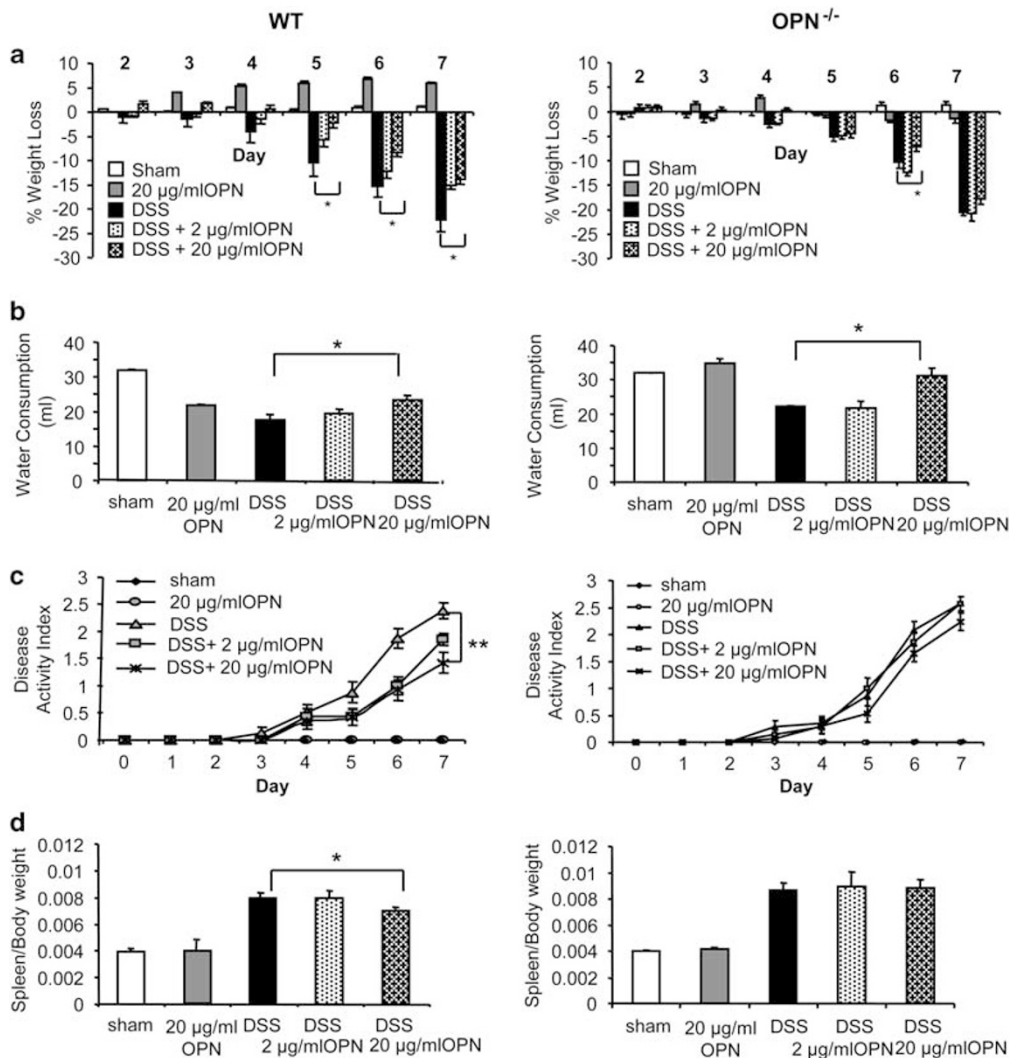 WT
OPN-/-
a
2 3 4 5 6 7
10
5
0
-5
-10
-15
-20
-25
-30
% Weight Loss
Day
Sham
20 µg/mlOPN
DSS
DSS + 2 µg/mlOPN
DSS + 20 µg/mlOPN
*
*
*
2 3 4 5 6 7
10
5
0
-5
-10
-15
-20
-25
-30
% Weight Loss
Day
Sham
20 µg/mlOPN
DSS
DSS + 2 µg/mlOPN
DSS + 20 µg/mlOPN
*
b
Water Consumption
(ml)
40
30
20
10
0
*
sham 20 µg/ml DSS DSS DSS
OPN 2 µg/mlOPN 20 µg/mlOPN
Water Consumption
(ml)
40
30
20
10
0
*
sham 20 µg/ml DSS DSS DSS
OPN 2 µg/mlOPN 20 µg/mlOPN
c
Disease
Activity Index
3
2.5
2
1.5
1
0.5
0
sham
20 µg/mlOPN
DSS
DSS+ 2 µg/mlOPN
DSS+ 20 µg/mlOPN
**
0 1 2 3 4 5 6 7
Day
Disease
Activity Index
3
2.5
2
1.5
1
0.5
0
sham
20 µg/mlOPN
DSS
DSS+ 2 µg/mlOPN
DSS+ 20 µg/mlOPN
0 1 2 3 4 5 6 7
Day
d
Spleen/Body weight
0.012
0.01
0.008
0.006
0.004
0.002
0
*
sham 20 µg/ml DSS DSS DSS
OPN 2 µg/mlOPN 20 µg/mlOPN
Spleen/Body weight
0.012
0.01
0.008
0.006
0.004
0.002
0
sham 20 µg/ml DSS DSS DSS
OPN 2 µg/mlOPN 20 µg/mlOPN